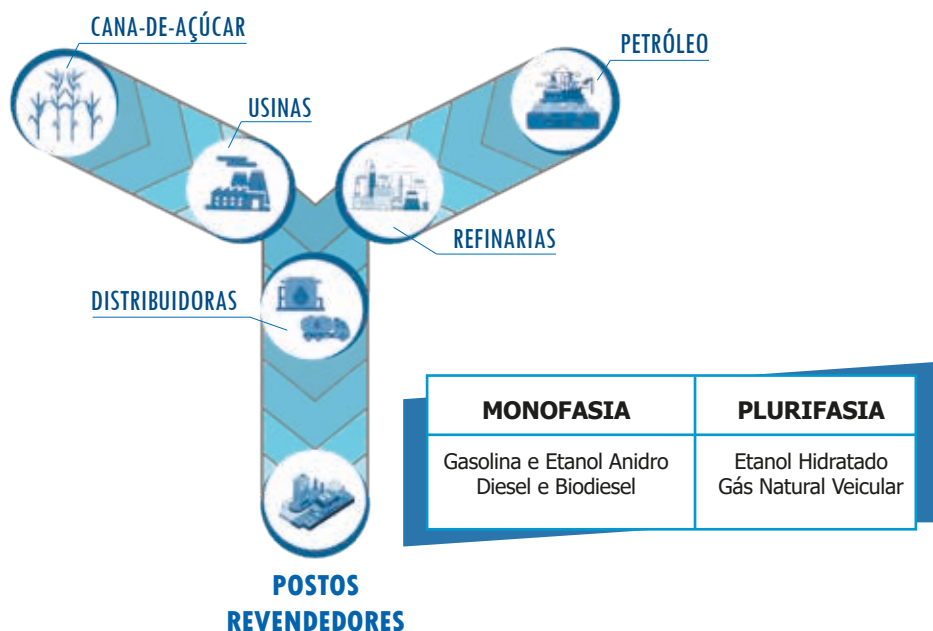 CANA-DE-AÇÚCAR
PETRÓLEO
USINAS
REFINARIAS
DISTRIBUIDORAS
MONOFASIA
PLURIFASIA
Gasolina e Etanol Anidro
Diesel e Biodiesel
Etanol Hidratado
Gás Natural Veicular
POSTOS
REVENDEDORES